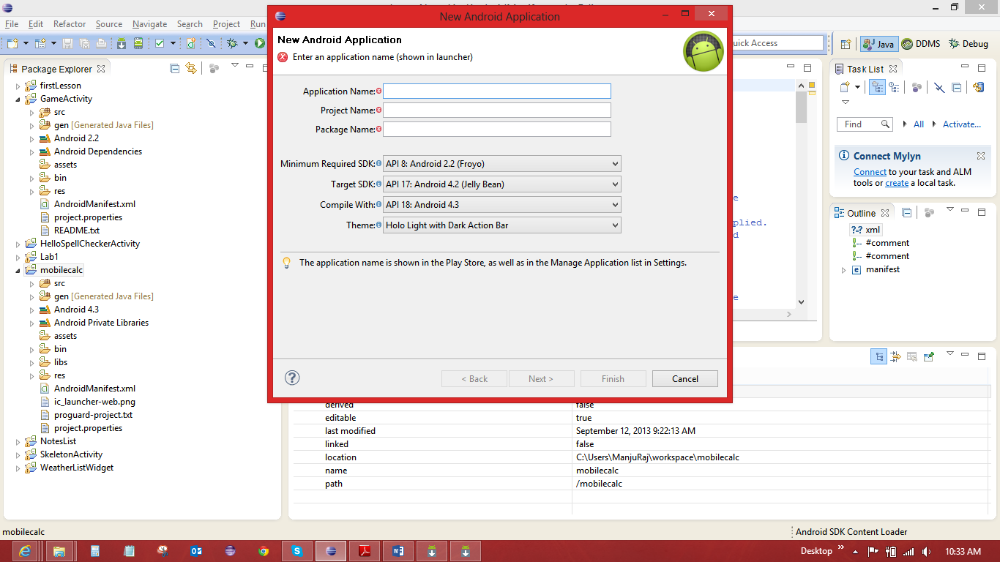 New Android Application
File Edit Refactor Source Navigate Search Project Run
uick Access
Java
DDMS
Debug
Package Explorer
firstLesson
GameActivity
src
gen [Generated Java Files]
Android 2.2
Android Dependencies
assets
bin
res
AndroidManifest.xml
project.properties
README.txt
HelloSpellCheckerActivity
Lab1
mobilecalc
src
gen [Generated Java Files]
Android 4.3
Android Private Libraries
assets
bin
libs
res
AndroidManifest.xml
ic_launcher-web.png
proguard-project.txt
project.properties
NotesList
SkeletonActivity
WeatherListWidget
New Android Application
Enter an application name (shown in launcher)
Application Name:
Project Name:
Package Name:
Minimum Required SDK: API 8: Android 2.2 (Froyo)
Target SDK: API 17: Android 4.2 (Jelly Bean)
Compile With: API 18: Android 4.3
Theme: Holo Light with Dark Action Bar
The application name is shown in the Play Store, as well as in the Manage Application list in Settings.
< Back Next > Finish Cancel
e
plied.
d
e
Task List
Find All Activate...
Connect Mylyn
Connect to your task and ALM
tools or create a local task.
Outline
xml
#comment
#comment
manifest
derived false
editable true
last modified September 12, 2013 9:22:13 AM
linked false
location C:\Users\ManjuRaj\workspace\mobilecalc
name mobilecalc
path /mobilecalc
mobilecalc
Android SDK Content Loader
Desktop 10:33 AM